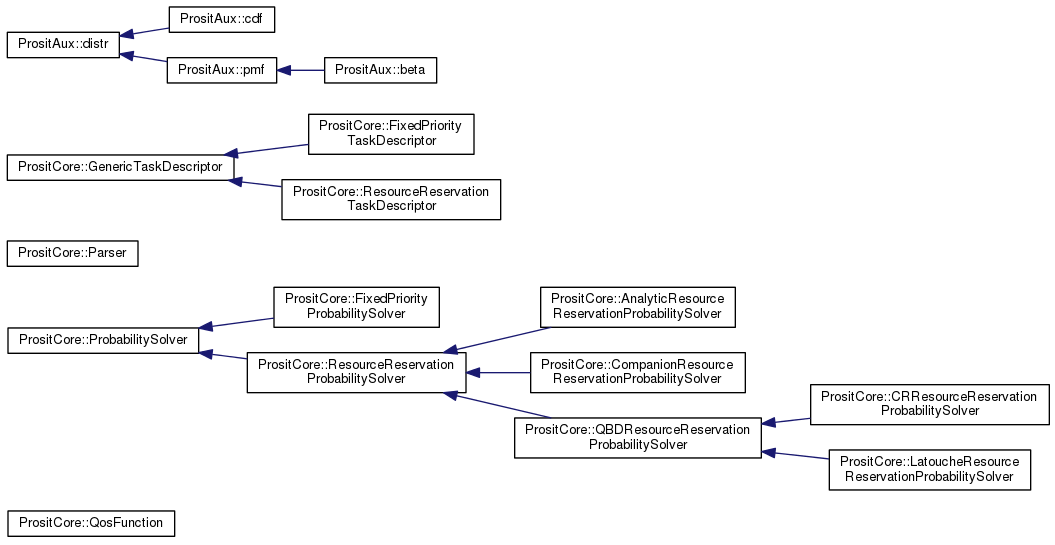 PrositAux::cdf
PrositAux::distr
PrositAux::pmf
PrositAux::beta
PrositCore::FixedPriority
TaskDescriptor
PrositCore::GenericTaskDescriptor
PrositCore::ResourceReservation
TaskDescriptor
PrositCore::Parser
PrositCore::FixedPriority
ProbabilitySolver
PrositCore::AnalyticResource
ReservationProbabilitySolver
PrositCore::ProbabilitySolver
PrositCore::ResourceReservation
ProbabilitySolver
PrositCore::CompanionResource
ReservationProbabilitySolver
PrositCore::CRResourceReservation
ProbabilitySolver
PrositCore::QBDResourceReservation
ProbabilitySolver
PrositCore::LatoucheResource
ReservationProbabilitySolver
PrositCore::QosFunction